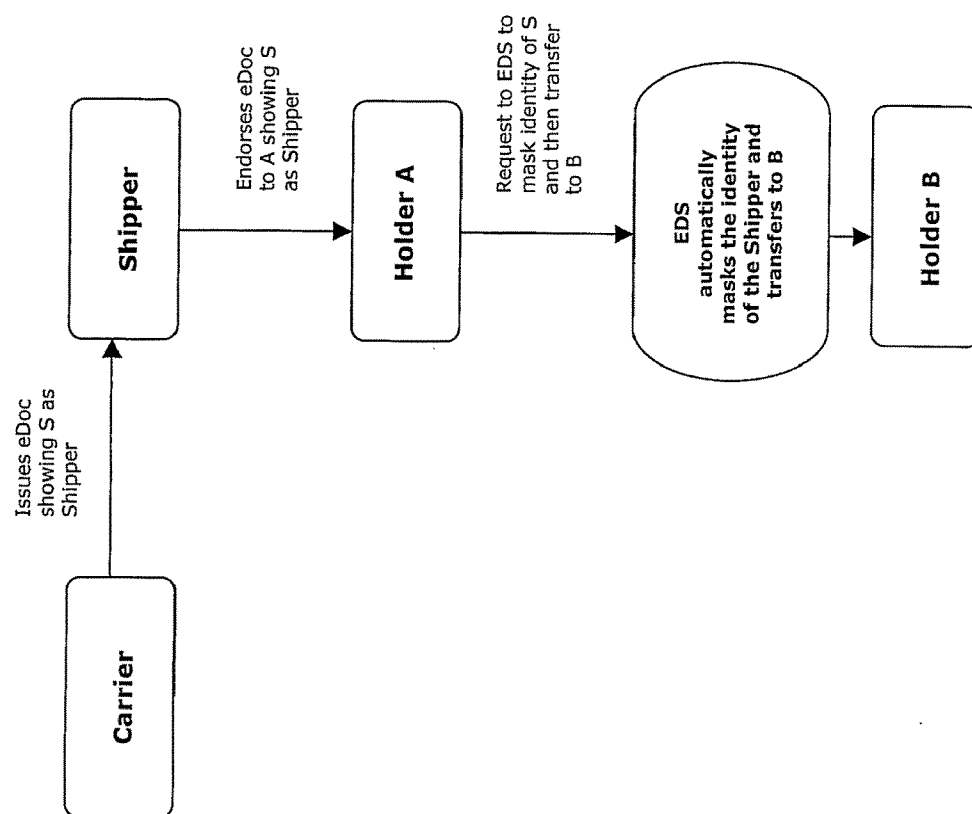 Carrier
Issues eDoc
showing S as
Shipper
Shipper
Endorses eDoc
to A showing S
as Shipper
Holder A
Request to EDS to
mask identity of S
and then transfer
to B
EDS
automatically
masks the identity
of the Shipper and
transfers to B
Holder B